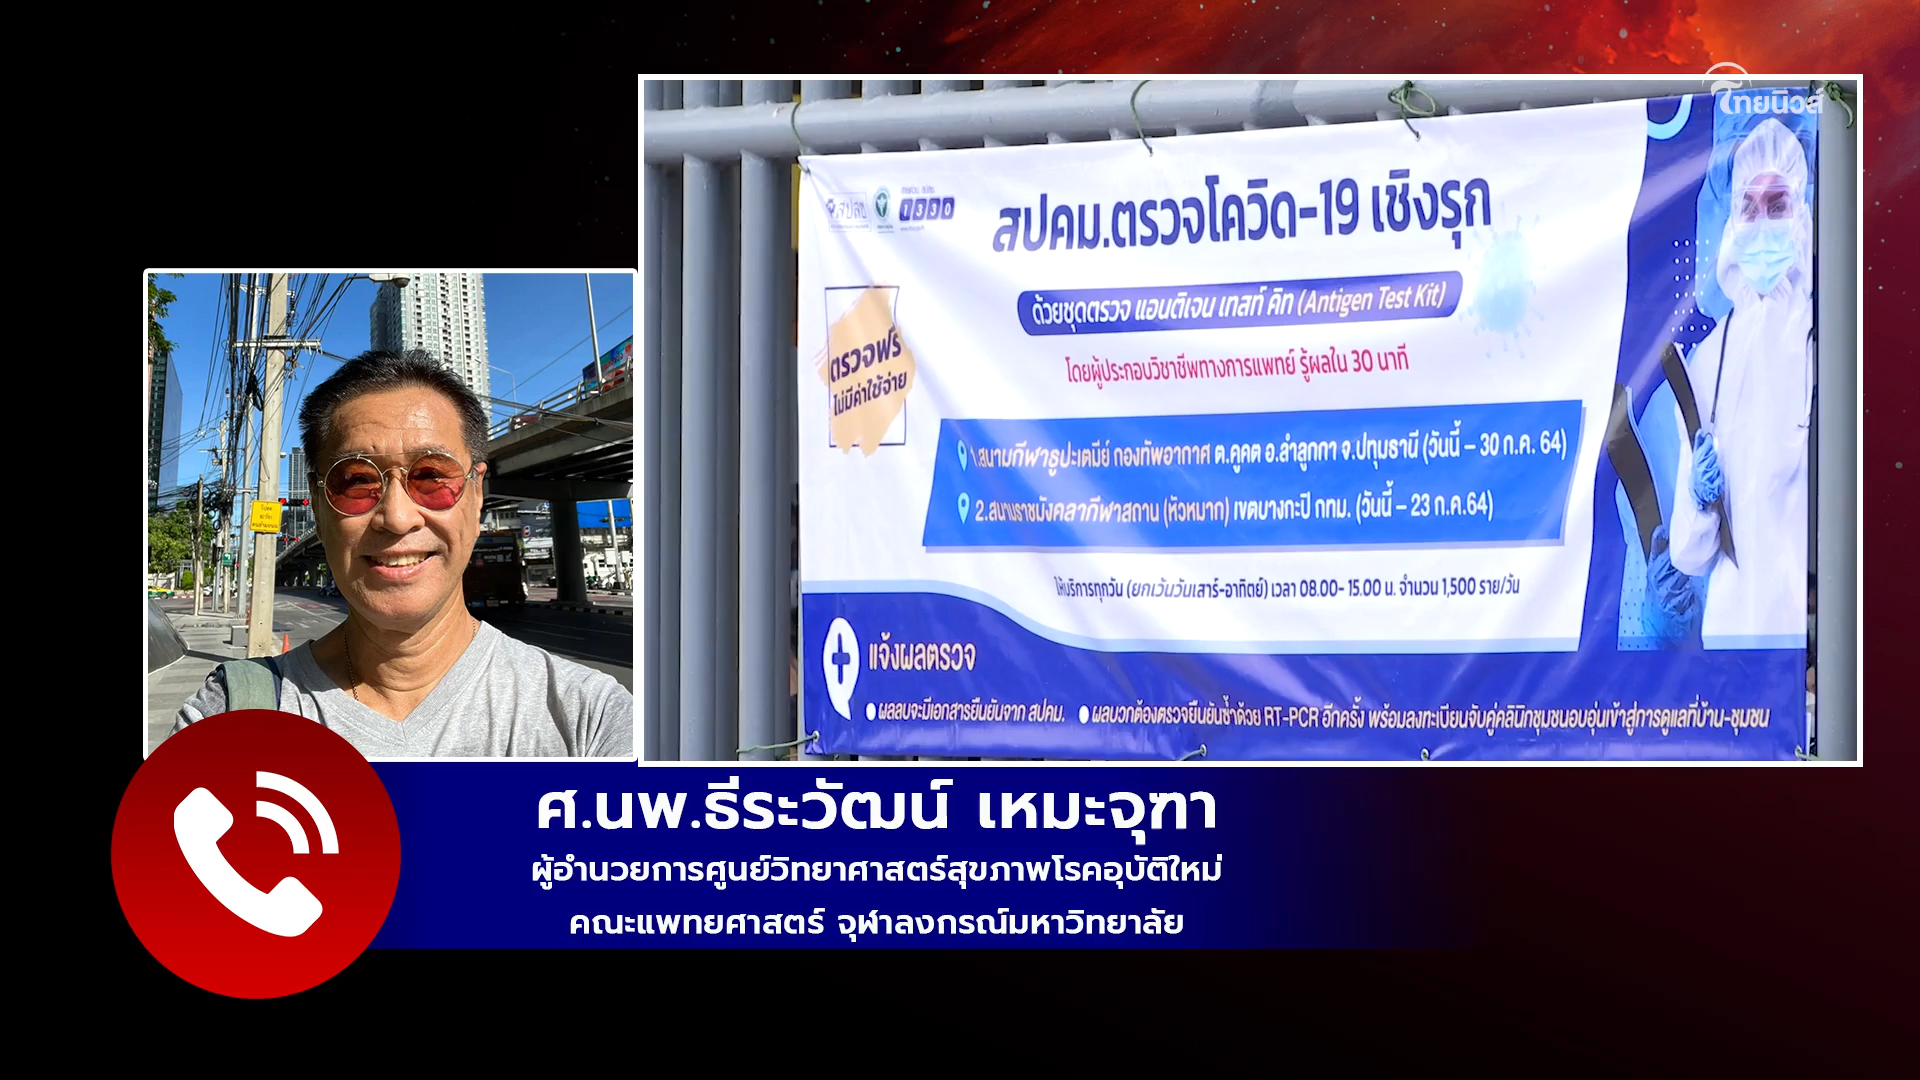 ไทยนิวส์
สปสช
สายด่วน สปสช.
1330
สปคม.ตรวจโควิด-19 เชิงรุก
ด้วยชุดตรวจ แอนติเจน เทสท์ คิท (Antigen Test Kit)
โดยผู้ประกอบวิชาชีพทางการแพทย์ รู้ผลใน 30 นาที
ตรวจฟรี
ไม่มีค่าใช้จ่าย
1.สนามกีฬาธูปะเตมีย์ กองทัพอากาศ ต.คูคต อ.ลำลูกกา จ.ปทุมธานี (วันนี้ – 30 ก.ค. 64)
2.สนามราชมังคลากีฬาสถาน (หัวหมาก) เขตบางกะปิ กทม. (วันนี้ – 23 ก.ค.64)
ให้บริการทุกวัน (ยกเว้นวันเสาร์-อาทิตย์) เวลา 08.00- 15.00 น. จำนวน 1,500 ราย/วัน
แจ้งผลตรวจ
ผลลบจะมีเอกสารยืนยันจาก สปคม. ผลบวกต้องตรวจยืนยันซ้ำด้วย RT-PCR อีกครั้ง พร้อมลงทะเบียนจับคู่คลินิกชุมชนอบอุ่นเข้าสู่การดูแลที่บ้าน-ชุมชน
ศ.นพ.ธีระวัฒน์ เหมะจุฑา
ผู้อำนวยการศูนย์วิทยาศาสตร์สุขภาพโรคอุบัติใหม่
คณะแพทยศาสตร์ จุฬาลงกรณ์มหาวิทยาลัย